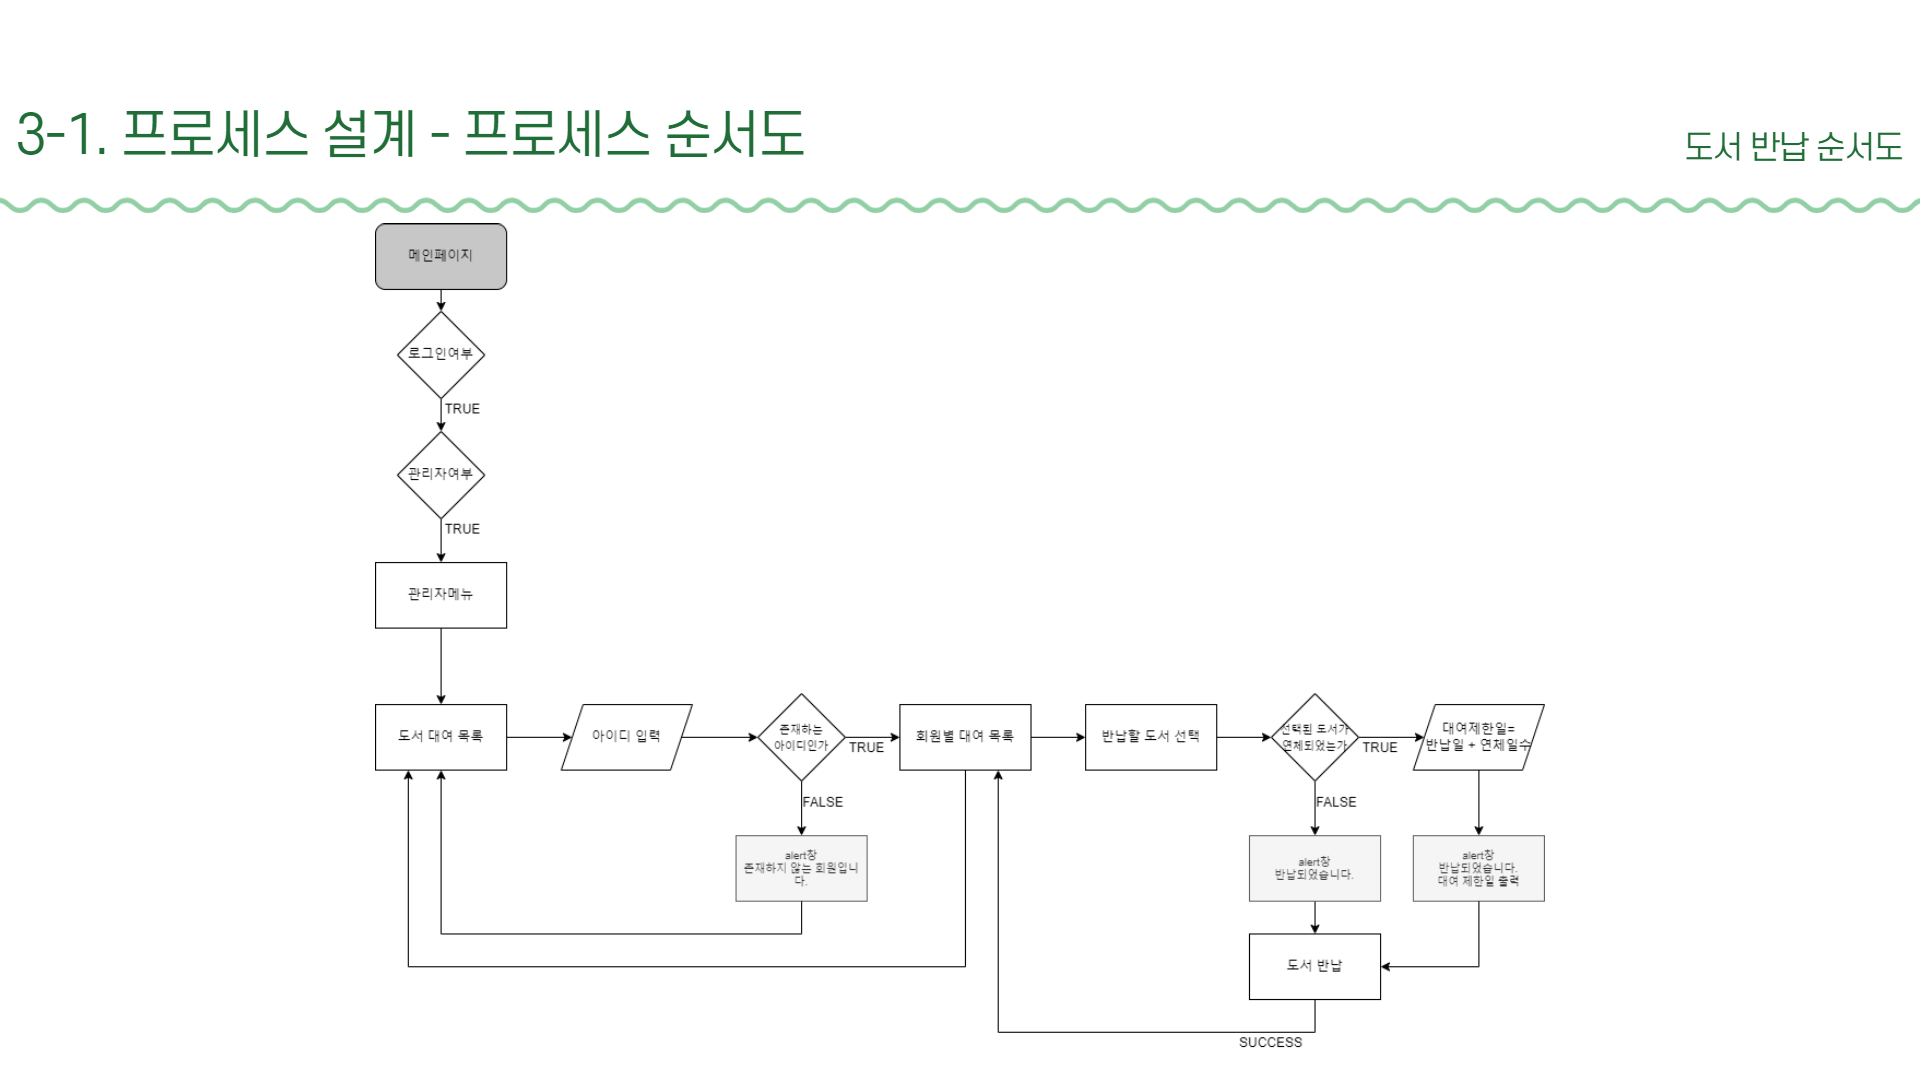 3-1. 프로세스 설계 - 프로세스 순서도
도서 반납 순서도
메인페이지
로그인여부
TRUE
관리자여부
TRUE
관리자메뉴
도서 대여 목록
아이디 입력
존재하는
아이디인가
TRUE
FALSE
alert창
존재하지 않는 회원입니
다.
회원별 대여 목록
반납할 도서 선택
선택된 도서가
연체되었는가
TRUE
FALSE
대여제한일=
반납일 + 연체일수
alert창
반납되었습니다.
alert창
반납되었습니다.
대여 제한일 출력
도서 반납
SUCCESS